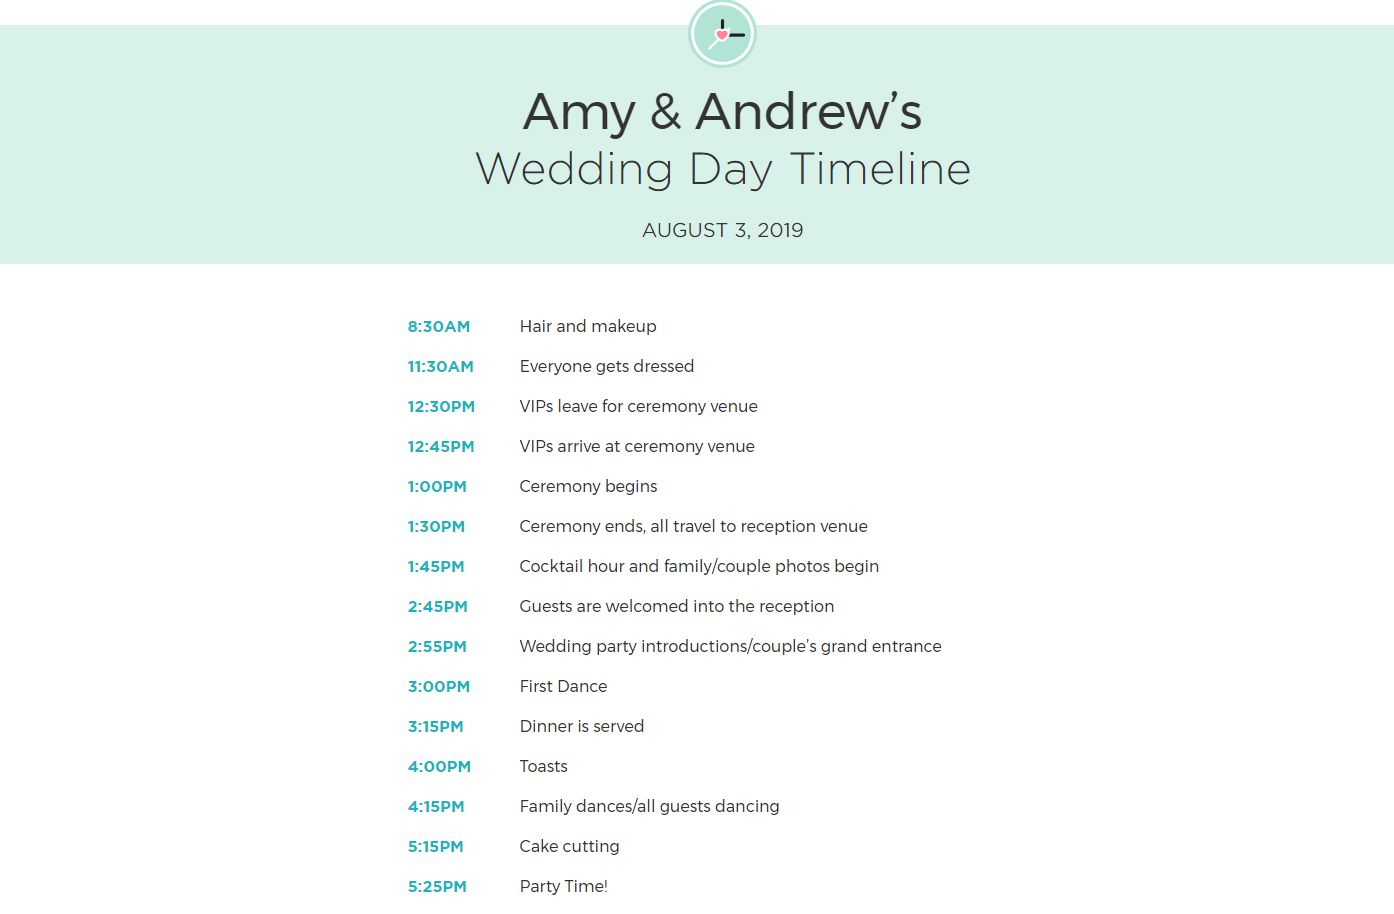 Amy & Andrew’s
Wedding Day Timeline
AUGUST 3, 2019
8:30AM Hair and makeup
11:30AM Everyone gets dressed
12:30PM VIPs leave for ceremony venue
12:45PM VIPs arrive at ceremony venue
1:00PM Ceremony begins
1:30PM Ceremony ends, all travel to reception venue
1:45PM Cocktail hour and family/couple photos begin
2:45PM Guests are welcomed into the reception
2:55PM Wedding party introductions/couple’s grand entrance
3:00PM First Dance
3:15PM Dinner is served
4:00PM Toasts
4:15PM Family dances/all guests dancing
5:15PM Cake cutting
5:25PM Party Time!